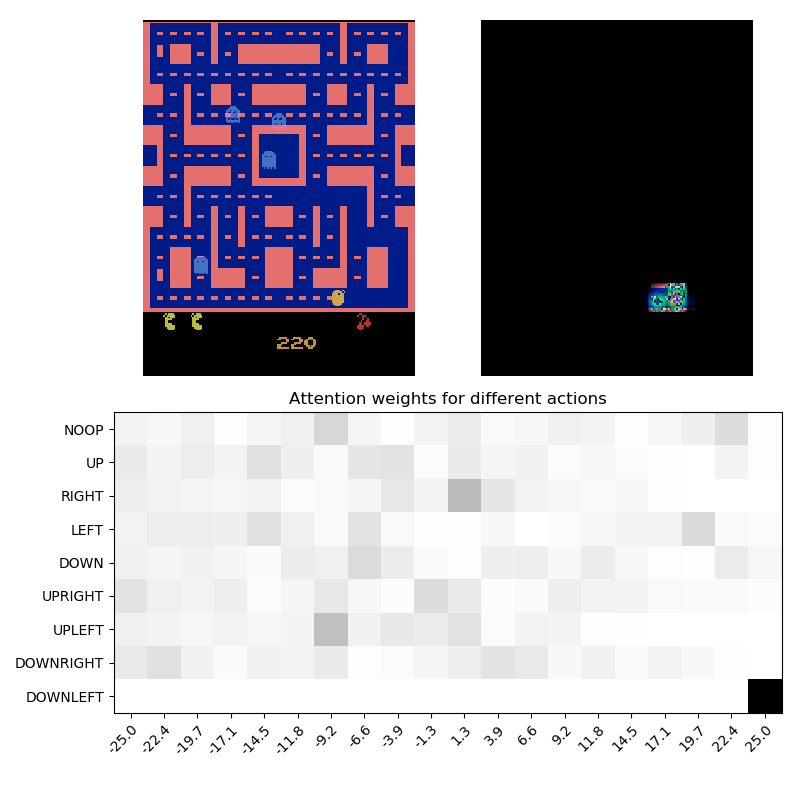 220
Attention weights for different actions
NOOP
UP
RIGHT
LEFT
DOWN
UPRIGHT
UPLEFT
DOWNRIGHT
DOWNLEFT
-25.0 -22.4 -19.7 -17.1 -14.5 -11.8 -9.2 -6.6 -3.9 -1.3 1.3 3.9 6.6 9.2 11.8 14.5 17.1 19.7 22.4 25.0